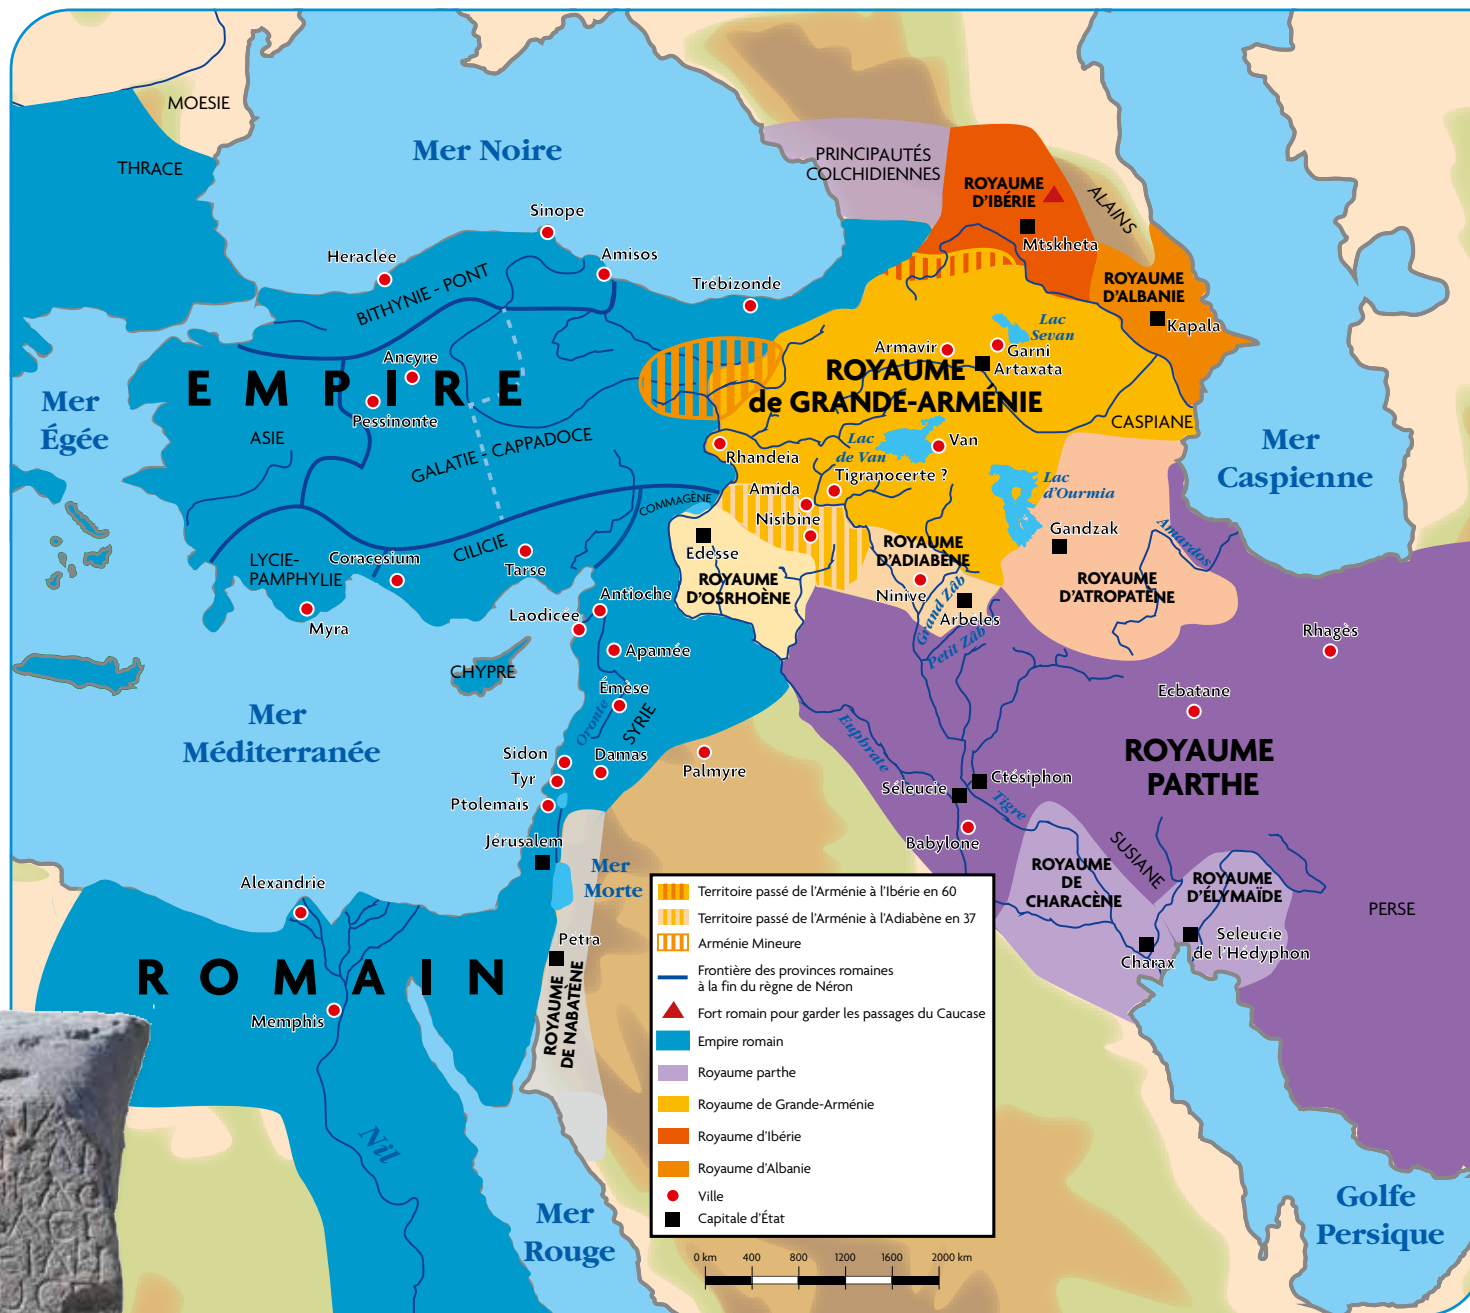 MOESIE
THRACE
Mer Noire
PRINCIPAUTÉS
COLCHIDIENNES
ROYAUME
D'IBÉRIE
ALAINS
Mtskheta
Sinope
Heraclée
Amisos
BITHYNIE - PONT
Trébizonde
ROYAUME
D'ALBANIE
Kapala
Lac
Sevan
Armavir
Garni
Artaxata
Ancyre
EMPIRE
Pessinonte
ROYAUME
de GRANDE-ARMÉNIE
CASPIANE
Mer
Égée
ASIE
GALATIE - CAPPADOCE
Rhandeia
Lac
de Van
Van
Mer
Caspienne
Tigranocerte ?
Lac
d'Ourmia
COMMAGÈNE
Amida
Nisibine
Gandzak
Amardos
LYCIE-
PAMPHYLIE
Coracesium
CILICIE
Tarse
Edesse
ROYAUME
D'OSRHOÈNE
ROYAUME
D'ADIABÈNE
Ninive
Grand Zâb
Arbèles
Petit Zâb
ROYAUME
D'ATROPATÈNE
Myra
Antioche
Laodicée
Apamée
Rhagès
CHYPRE
Émèse
Oronte
SYRIE
Ecbatane
Mer
Méditerranée
Sidon
Damas
Tyr
Palmyre
Ptolemais
Euphrate
ROYAUME
PARTHE
Séleucie
Ctésiphon
Tigre
Babylone
Jérusalem
Mer
Morte
SUSIANE
ROYAUME
DE
CHARACÈNE
ROYAUME
D'ÉLYMAÏDE
PERSE
Alexandrie
Petra
Charax
Seleucie
de l'Hédyphon
ROMAIN
Memphis
ROYAUME
DE NABATÈNE
Nil
Mer
Rouge
Golfe
Persique
Territoire passé de l'Arménie à l'Ibérie en 60
Territoire passé de l'Arménie à l'Adiabène en 37
Arménie Mineure
Frontière des provinces romaines
à la fin du règne de Néron
Fort romain pour garder les passages du Caucase
Empire romain
Royaume parthe
Royaume de Grande-Arménie
Royaume d'Ibérie
Royaume d'Albanie
Ville
Capitale d'État
0 km 400 800 1200 1600 2000 km